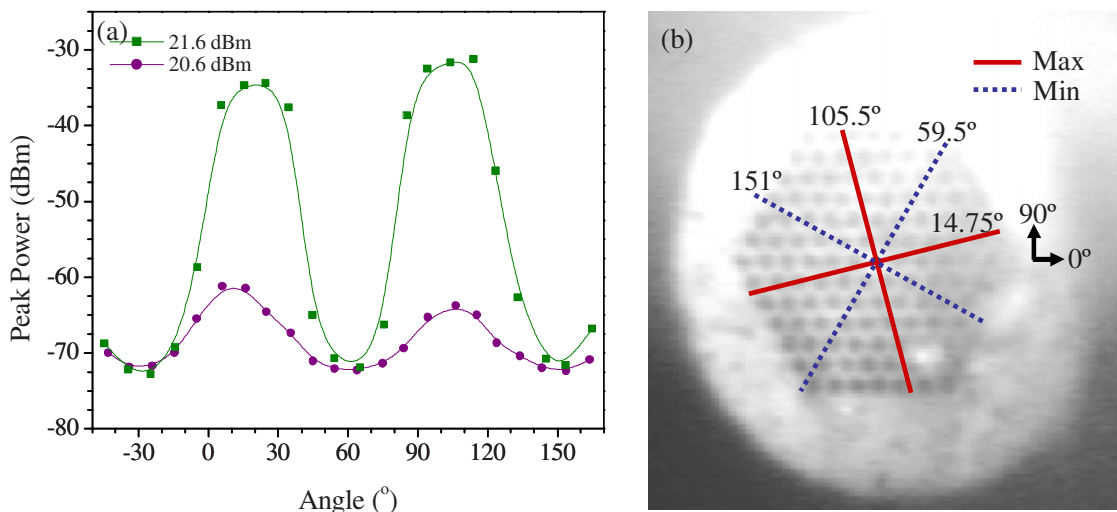 (a)
21.6 dBm
20.6 dBm
Peak Power (dBm)
-30
-40
-50
-60
-70
-80
-30
0
30
60
90
120
150
Angle (º)
(b)
Max
Min
105.5º
59.5º
151º
14.75º
90º
0º